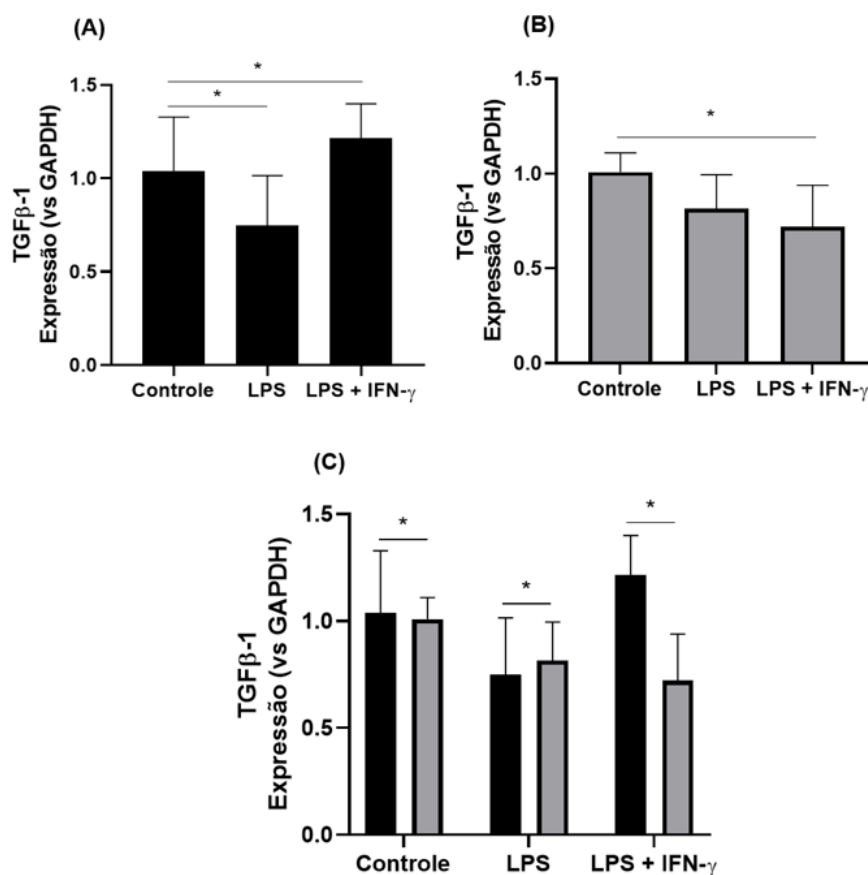 (A)
*
*
TGFβ-1
Expressão (vs GAPDH)
1.5
1.0
0.5
0.0
Controle LPS LPS + IFN-γ
(B)
*
TGFβ-1
Expressão (vs GAPDH)
1.5
1.0
0.5
0.0
Controle LPS LPS + IFN-γ
(C)
*
*
*
TGFβ-1
Expressão (vs GAPDH)
1.5
1.0
0.5
0.0
Controle LPS LPS + IFN-γ